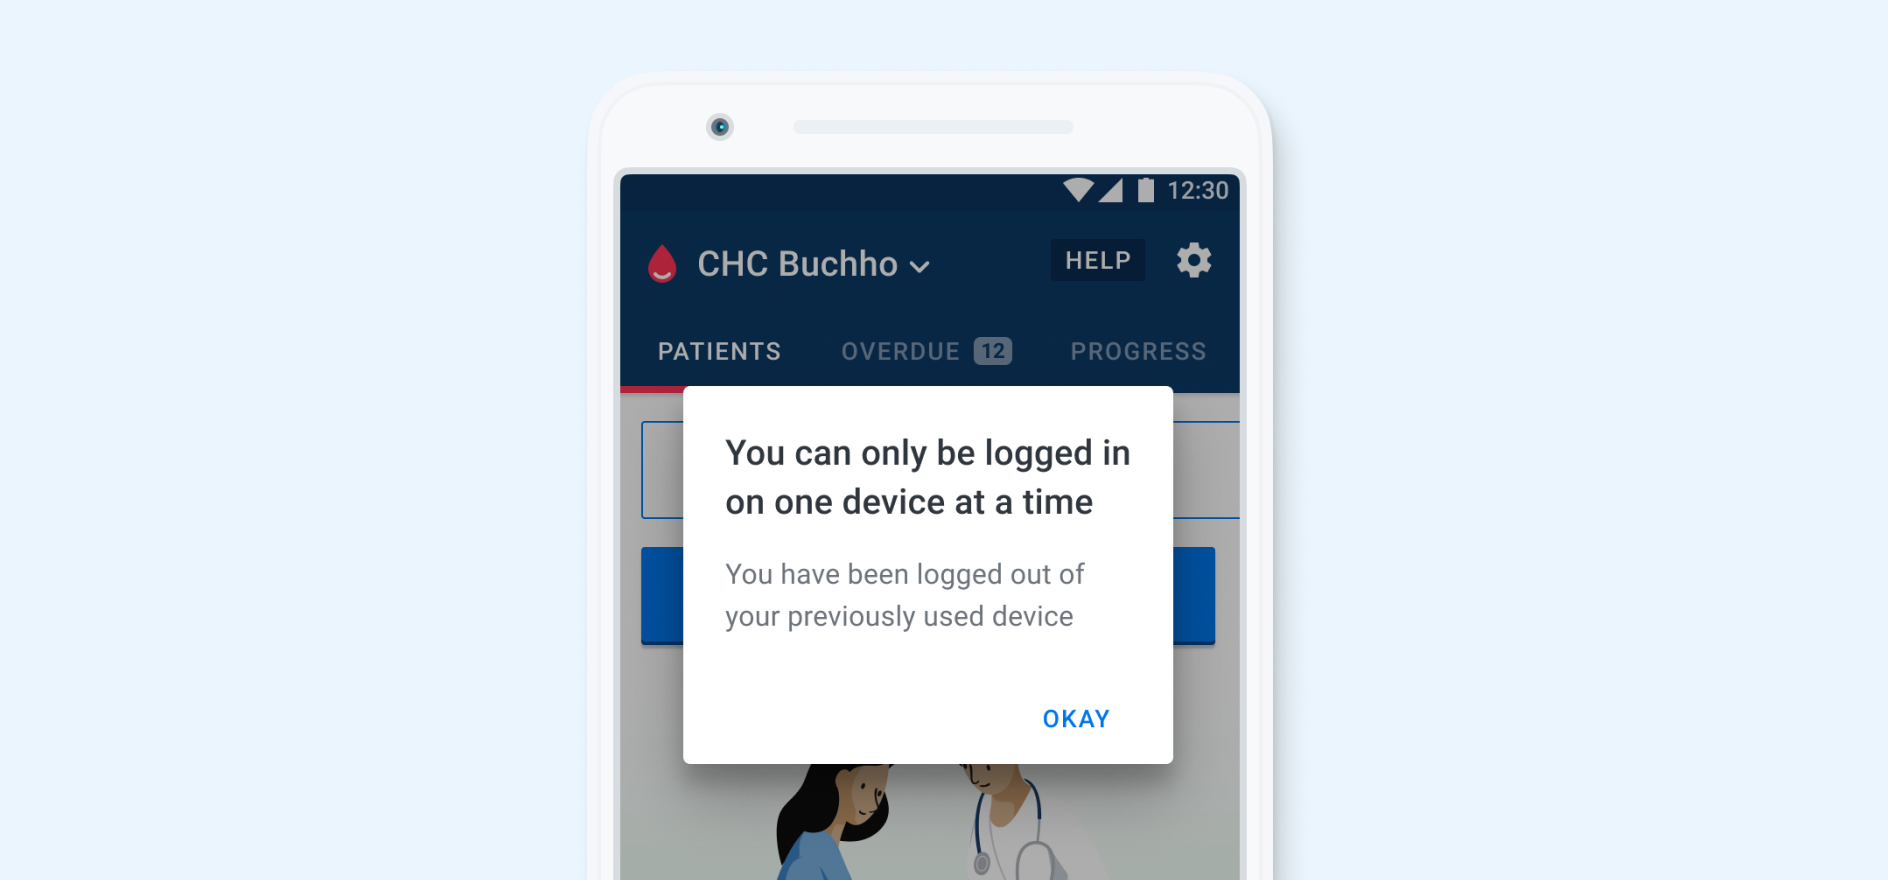 12:30
CHC Buchho
HELP
PATIENTS
OVERDUE 12
PROGRESS
You can only be logged in
on one device at a time
You have been logged out of
your previously used device
OKAY